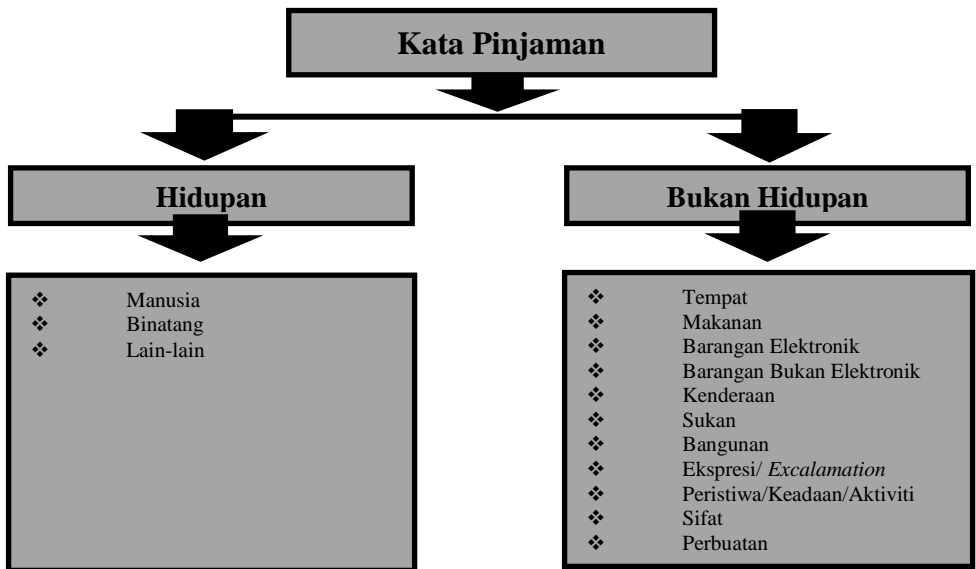 Kata Pinjaman
Hidupan
Bukan Hidupan
❖ Manusia
❖ Binatang
❖ Lain-lain
❖ Tempat
❖ Makanan
❖ Barangan Elektronik
❖ Barangan Bukan Elektronik
❖ Kenderaan
❖ Sukan
❖ Bangunan
❖ Ekspresi/ Excalamation
❖ Peristiwa/Keadaan/Aktiviti
❖ Sifat
❖ Perbuatan